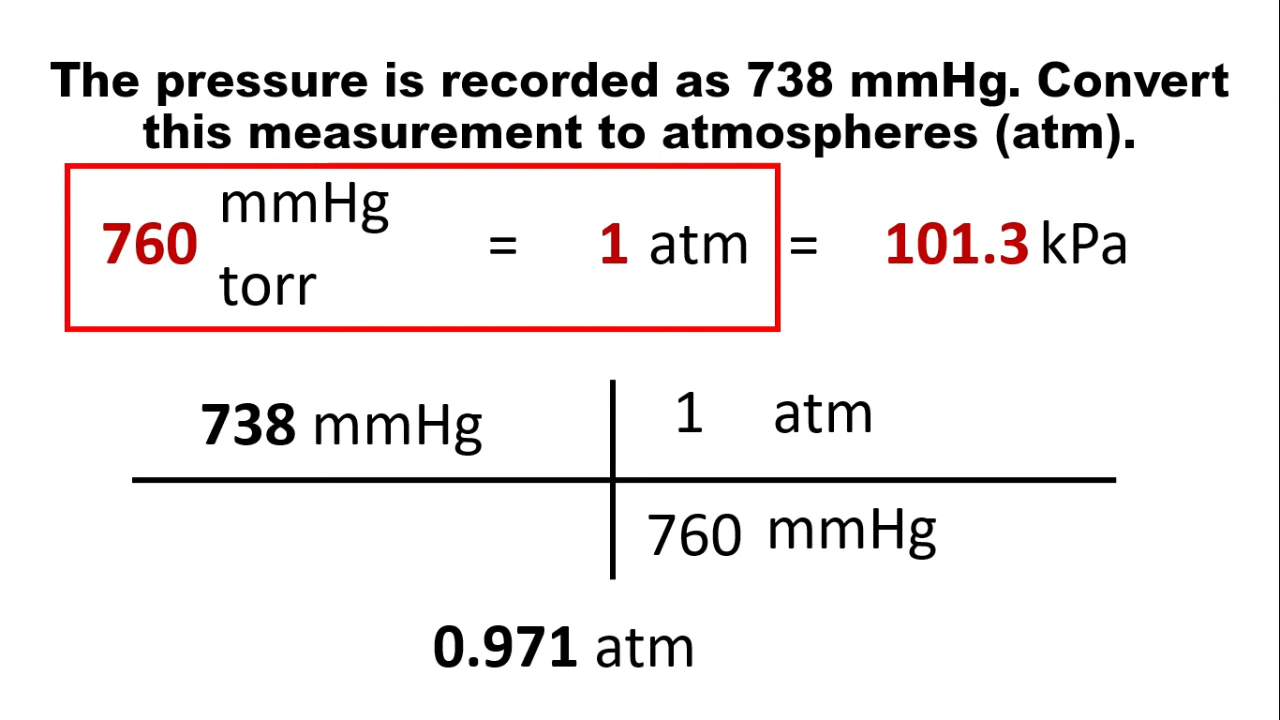 The pressure is recorded as 738 mmHg. Convert
this measurement to atmospheres (atm).
mmHg
760 = 1 atm = 101.3 kPa
torr
738 mmHg 1 atm
760 mmHg
0.971 atm